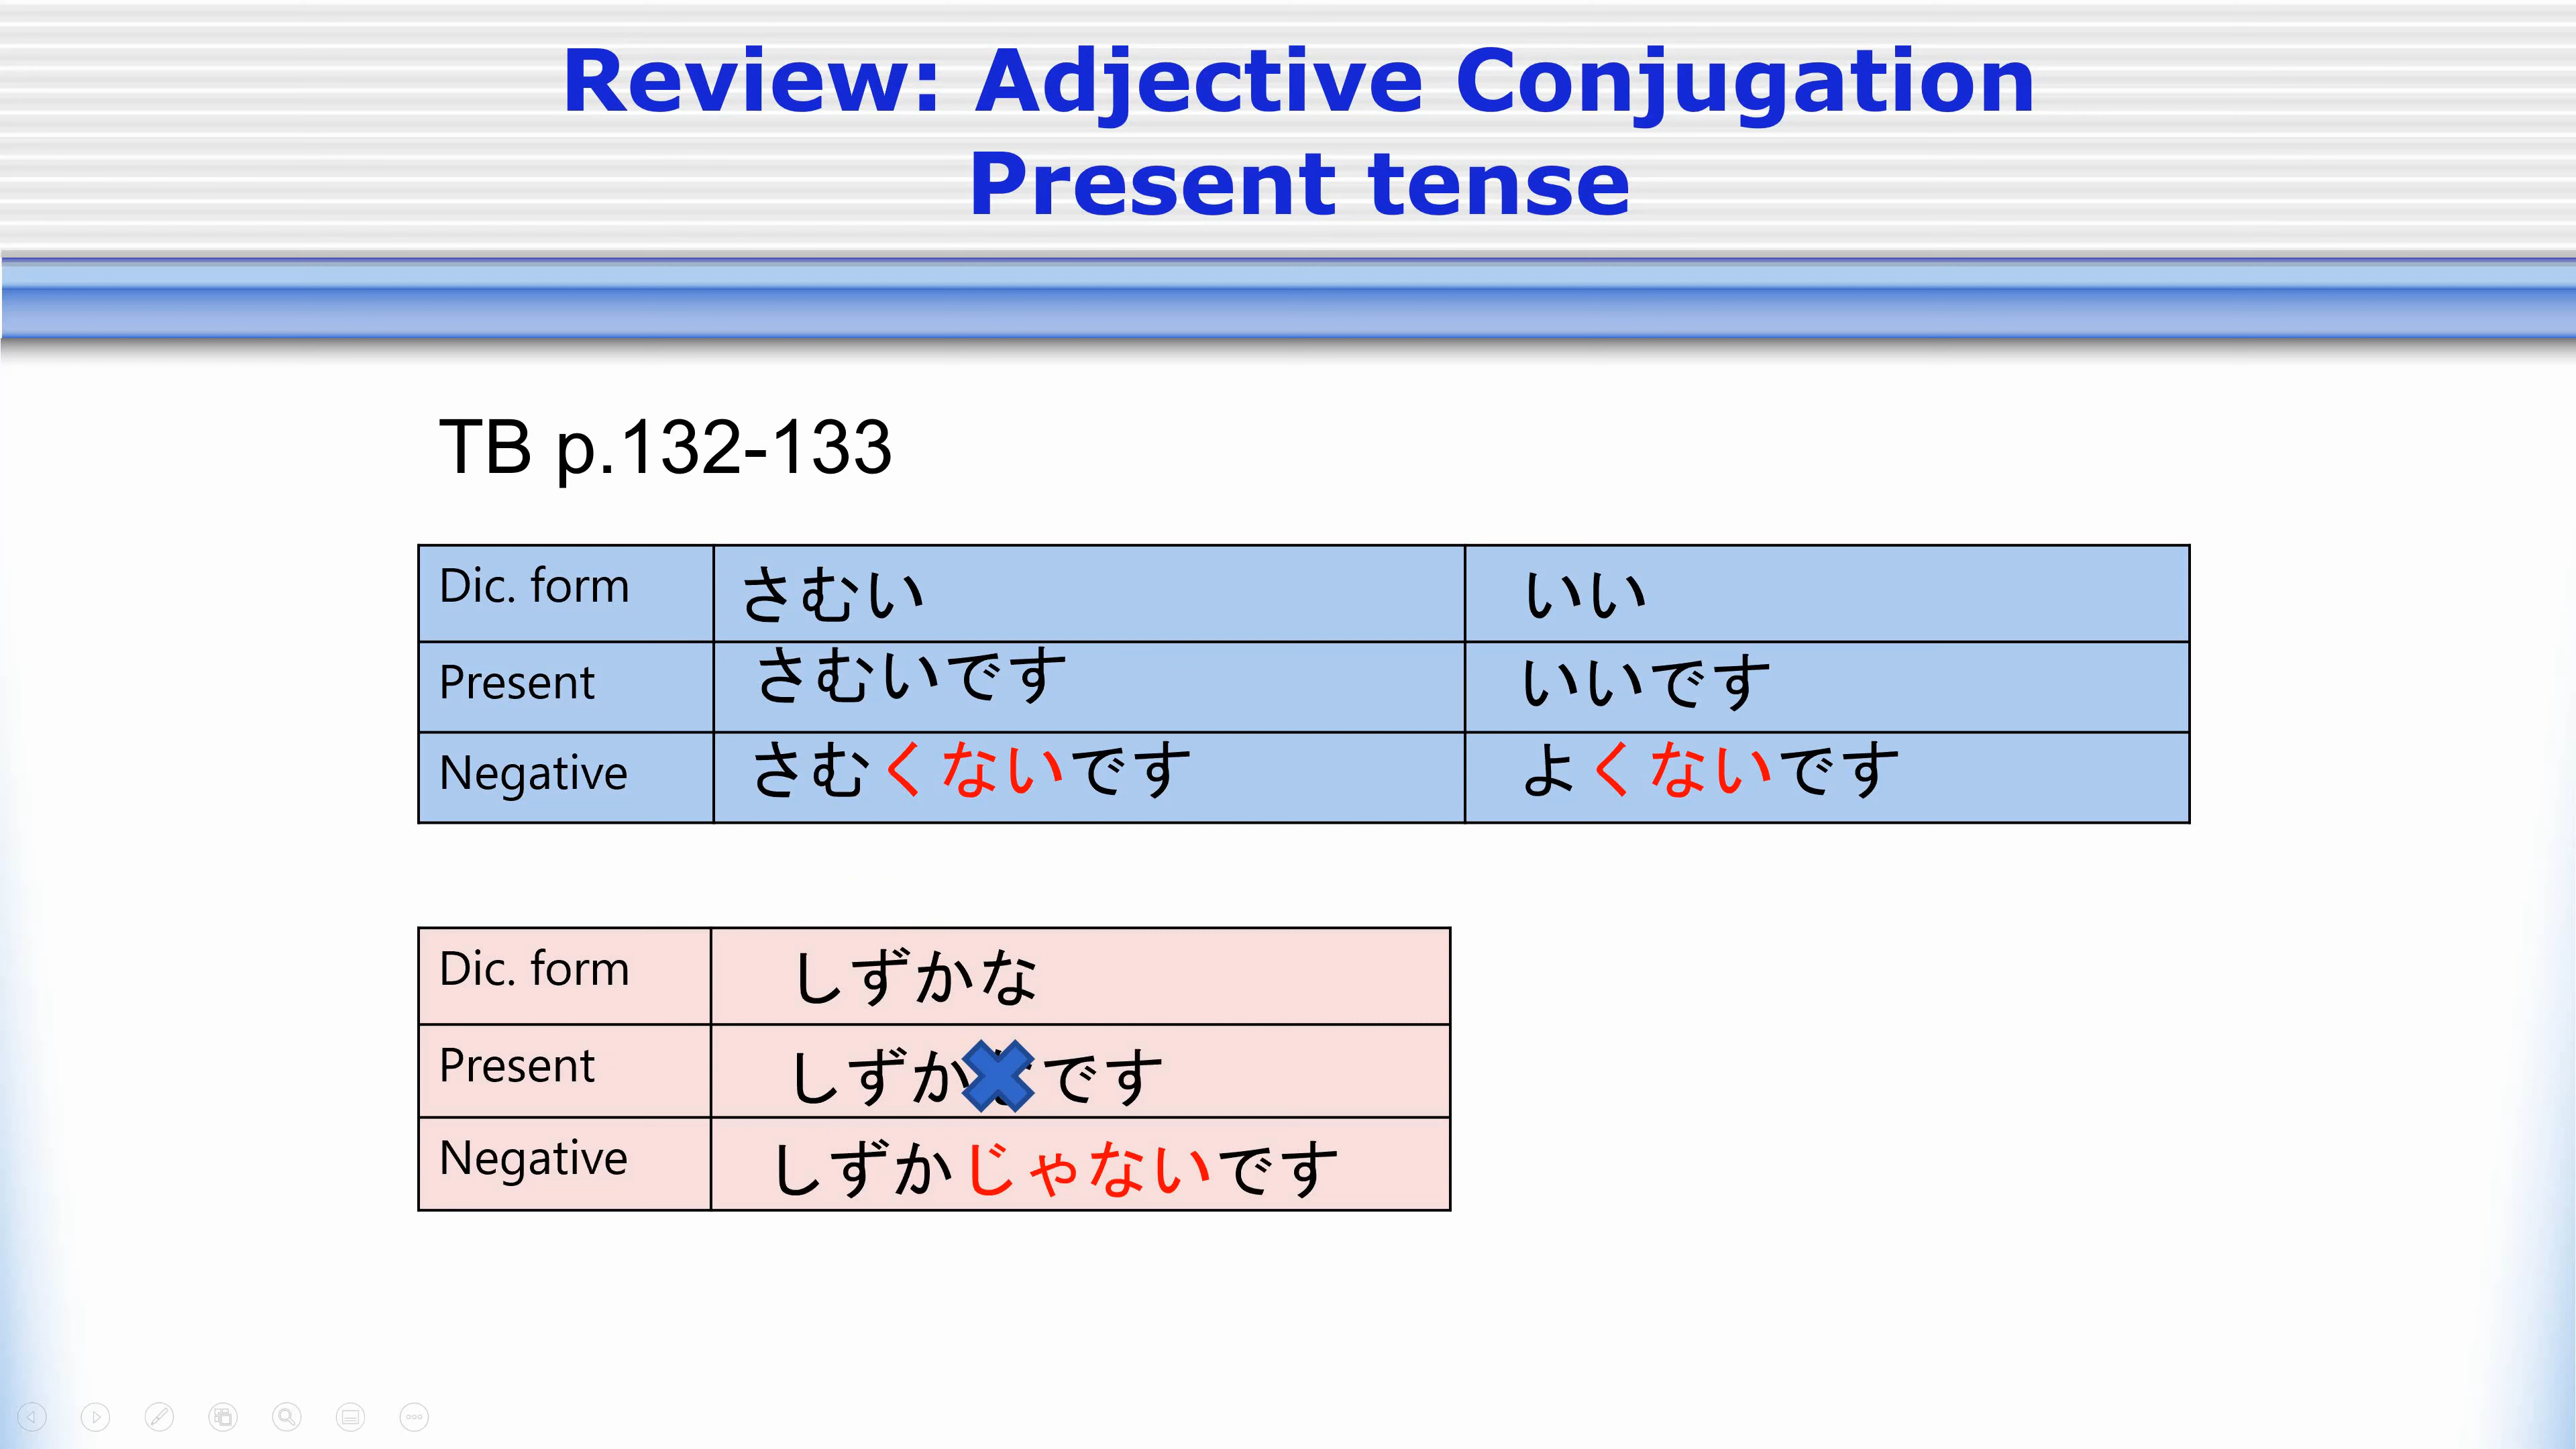 Review: Adjective Conjugation
Present tense
TB p.132-133
Dic. form さむい いい
Present さむいです いいです
Negative さむくないです よくないです
Dic. form しずかな
Present しずかです
Negative しずかじゃないです